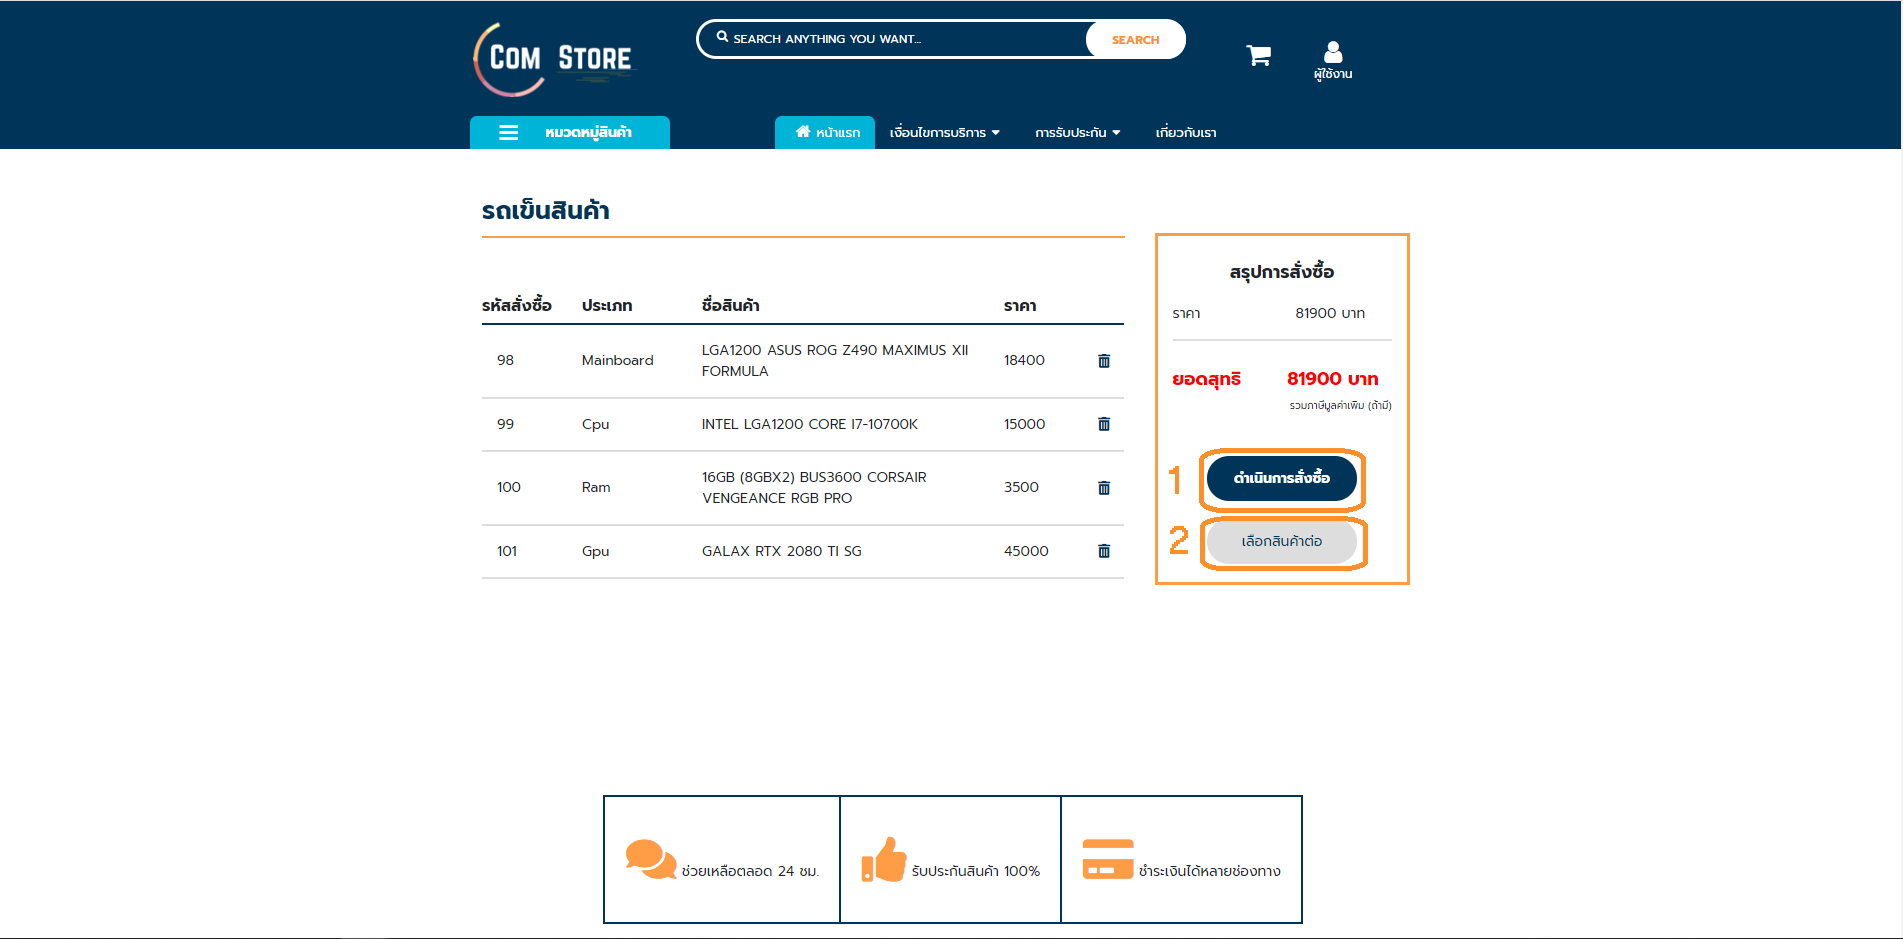 COM STORE
SEARCH ANYTHING YOU WANT...
SEARCH
ผู้ใช้งาน
หมวดหมู่สินค้า
หน้าแรก เงื่อนไขการบริการ การรับประกัน เกี่ยวกับเรา
รถเข็นสินค้า
รหัสสั่งซื้อ ประเภท ชื่อสินค้า ราคา
98 Mainboard LGA1200 ASUS ROG Z490 MAXIMUS XII FORMULA 18400
99 Cpu INTEL LGA1200 CORE I7-10700K 15000
100 Ram 16GB (8GBX2) BUS3600 CORSAIR VENGEANCE RGB PRO 3500
101 Gpu GALAX RTX 2080 TI SG 45000
สรุปการสั่งซื้อ
ราคา 81900 บาท
ยอดสุทธิ 81900 บาท
รวมภาษีมูลค่าเพิ่ม (ถ้ามี)
1 ดำเนินการสั่งซื้อ
2 เลือกสินค้าต่อ
ช่วยเหลือตลอด 24 ชม.
รับประกันสินค้า 100%
ชำระเงินได้หลายช่องทาง